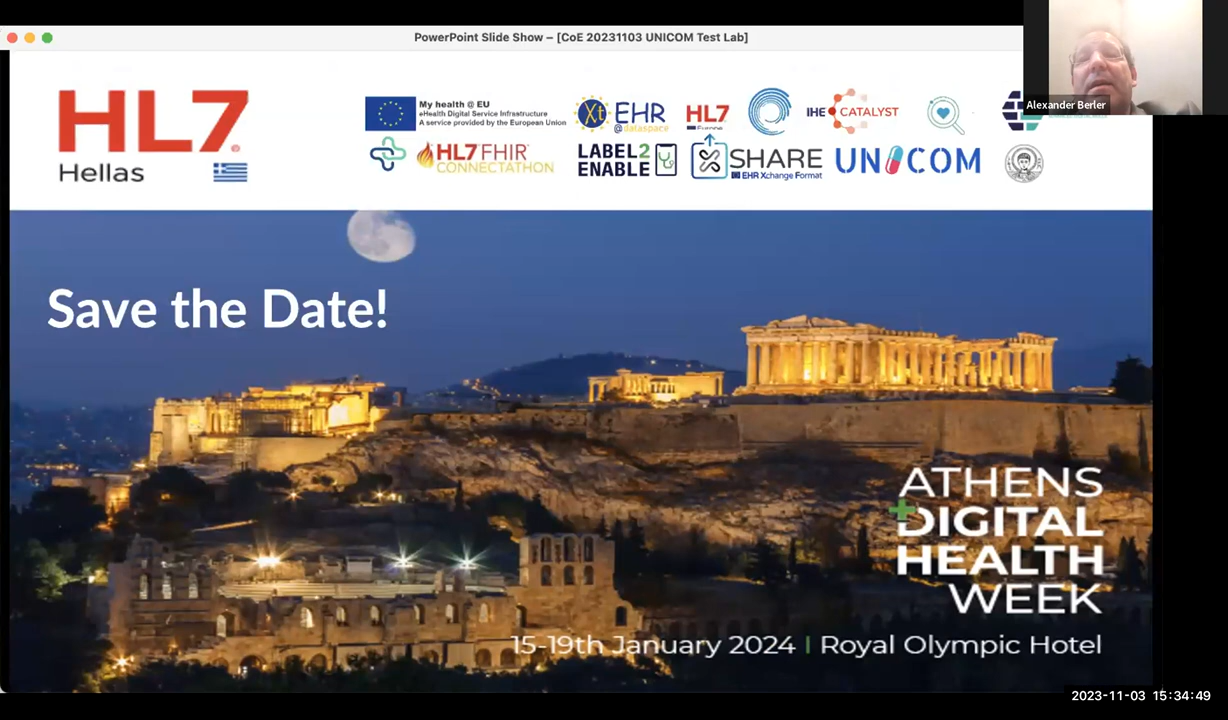 PowerPoint Slide Show – [CoE 20231103 UNICOM Test Lab]
Alexander Berler
HL7
Hellas
My health @ EU
eHealth Digital Service Infrastructure
A service provided by the European Union
Xt EHR
@dataspace
HL7
Europe
IHE CATALYST
HL7 FHIR
CONNECTATHON
LABEL2
ENABLE
XSHARE
EHR Xchange Format
UNICOM
Save the Date!
ATHENS
DIGITAL
HEALTH
WEEK
15-19th January 2024 I Royal Olympic Hotel
2023-11-03 15:34:49